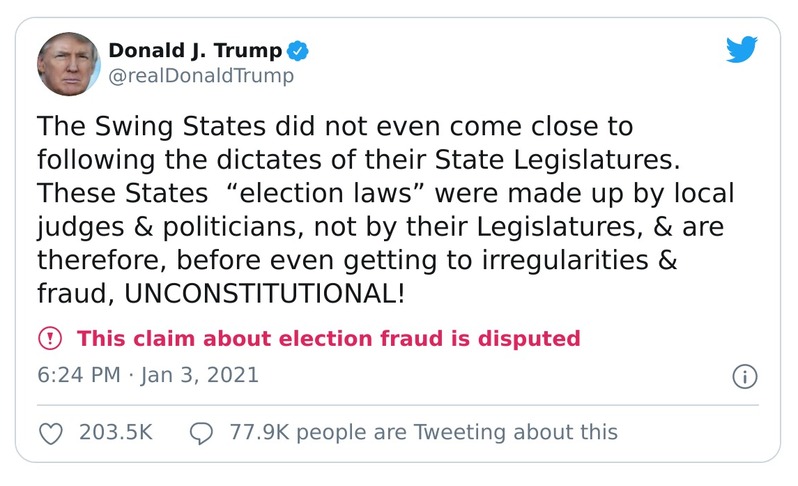 Donald J. Trump
@realDonaldTrump
The Swing States did not even come close to
following the dictates of their State Legislatures.
These States  “election laws” were made up by local
judges & politicians, not by their Legislatures, & are
therefore, before even getting to irregularities &
fraud, UNCONSTITUTIONAL!
This claim about election fraud is disputed
6:24 PM · Jan 3, 2021
203.5K
77.9K people are Tweeting about this